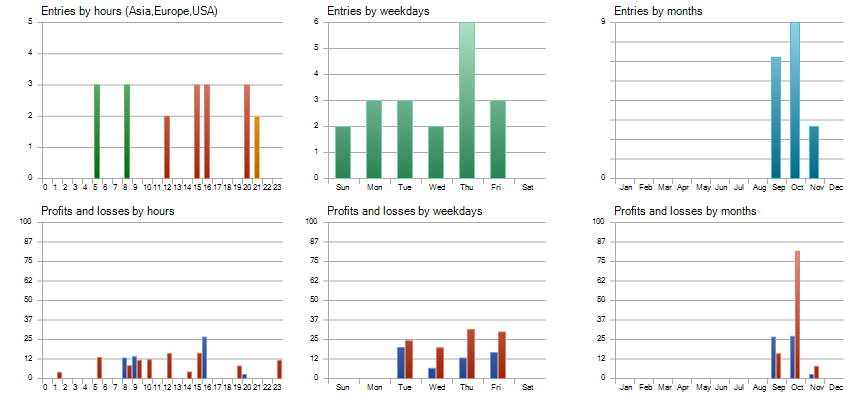 Entries by hours (Asia,Europe,USA) Entries by weekdays Entries by months
5 6 9
4 5
3 4
2 3
1 2
0 1
0 0
0 1 2 3 4 5 6 7 8 9 10 11 12 13 14 15 16 17 18 19 20 21 22 23 Sun Mon Tue Wed Thu Fri Sat Jan Feb Mar Apr May Jun Jul Aug Sep Oct Nov Dec
Profits and losses by hours Profits and losses by weekdays Profits and losses by months
100 100 100
87 87 87
75 75 75
62 62 62
50 50 50
37 37 37
25 25 25
12 12 12
0 0 0
0 1 2 3 4 5 6 7 8 9 10 11 12 13 14 15 16 17 18 19 20 21 22 23 Sun Mon Tue Wed Thu Fri Sat Jan Feb Mar Apr May Jun Jul Aug Sep Oct Nov Dec